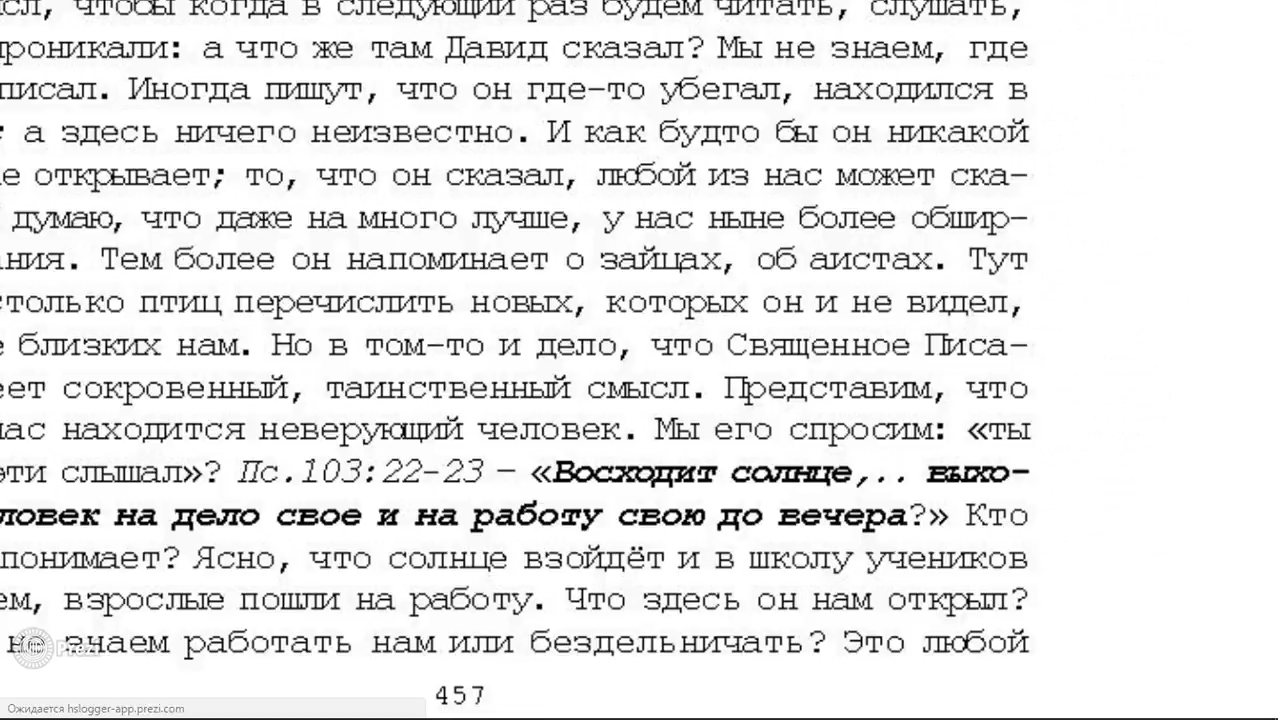 сл, чтобы когда в следующий раз будем читать, слушать,
роникали: а что же там Давид сказал? Мы не знаем, где
писал. Иногда пишут, что он где-то убегал, находился в
; а здесь ничего неизвестно. И как будто бы он никакой
е открывает; то, что он сказал, любой из нас может ска-
думаю, что даже на много лучше, у нас ныне более обшир-
ания. Тем более он напоминает о зайцах, об аистах. Тут
столько птиц перечислить новых, которых он и не видел,
е близких нам. Но в том-то и дело, что Священное Писа-
еет сокровенный, таинственный смысл. Представим, что
нас находится неверующий человек. Мы его спросим: «ты
эти слышал»? Пс.103:22-23 – «Восходит солнце,.. выхо-
ловек на дело свое и на работу свою до вечера?» Кто
понимает? Ясно, что солнце взойдёт и в школу учеников
ем, взрослые пошли на работу. Что здесь он нам открыл?
не знаем работать нам или бездельничать? Это любой
Prezi
457
Ожидается hslogger-app.prezi.com